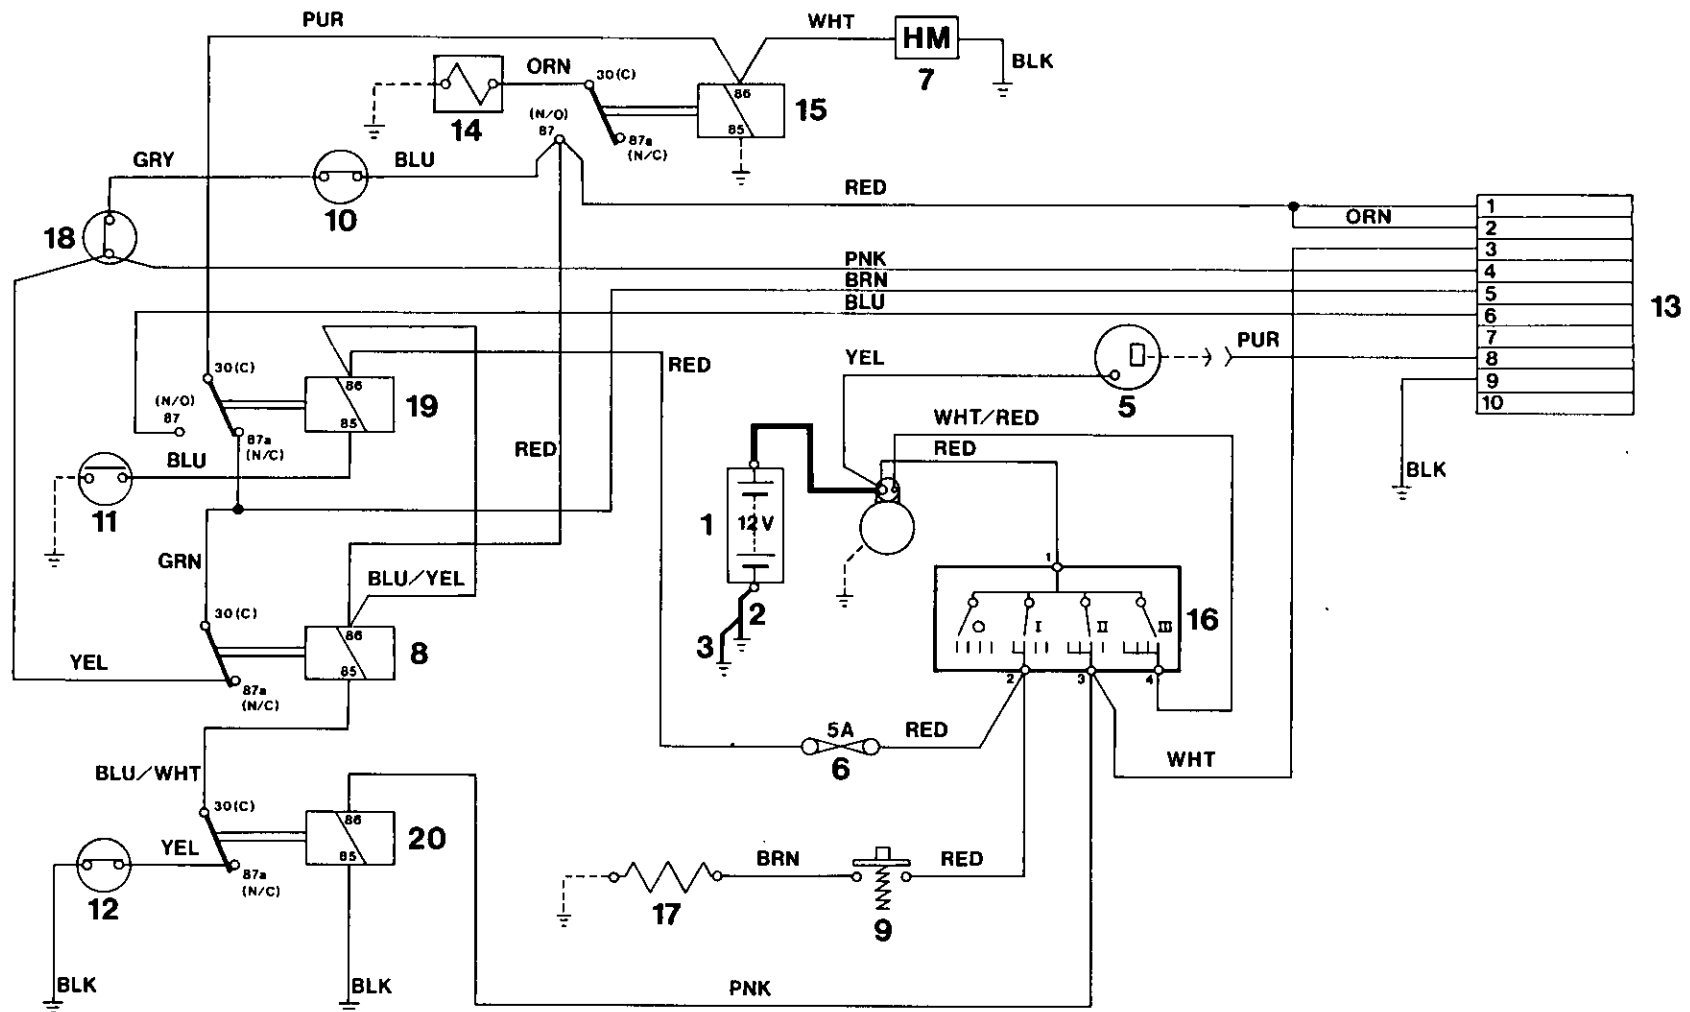 PUR
WHT
HM
7
BLK
ORN
30(C)
14
(N/O)
87
87a
(N/C)
86
85
15
GRY
BLU
10
18
RED
ORN
PNK
BRN
BLU
1
2
3
4
5
6
7
8
9
10
13
30(C)
(N/O)
87
87a
(N/C)
86
85
19
RED
YEL
5
PUR
WHT/RED
RED
BLU
11
RED
1
12V
2
3
BLK
GRN
BLU/YEL
30(C)
86
85
8
YEL
87a
(N/C)
1
O
I
II
III
16
2
3
4
5A
RED
6
WHT
BLU/WHT
30(C)
86
85
20
YEL
87a
(N/C)
12
BRN
RED
17
9
BLK
BLK
PNK